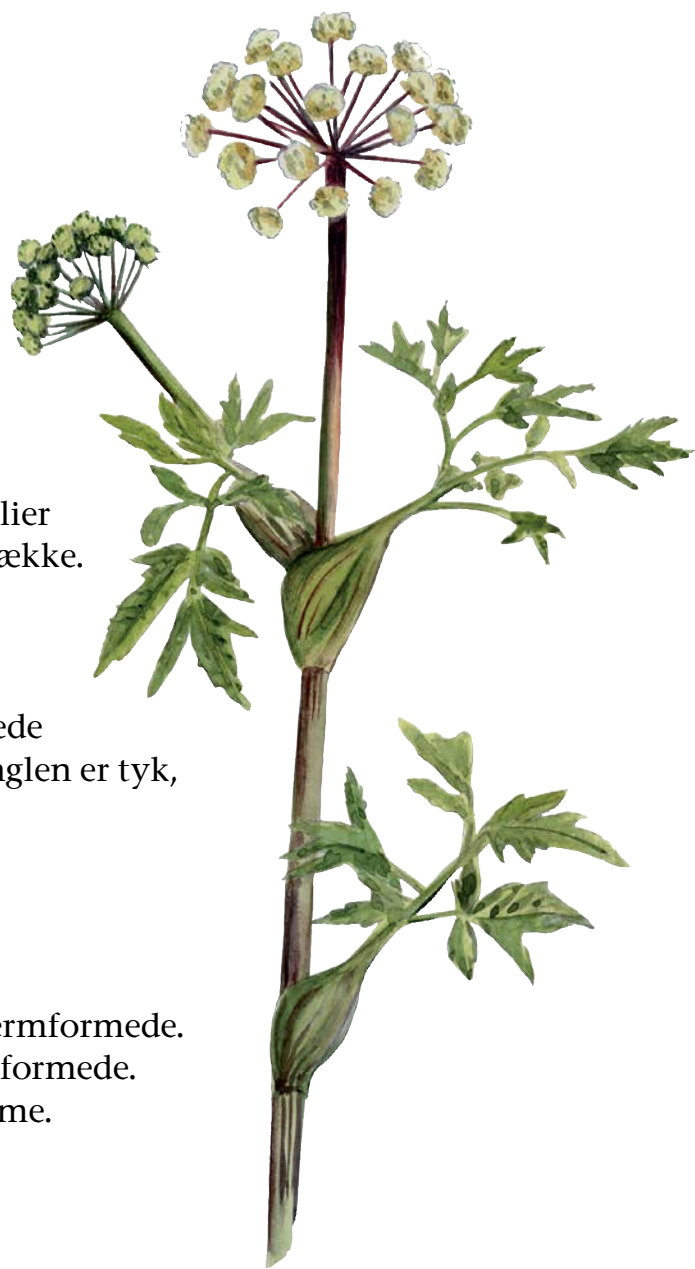 lier
ække.
ede
nglen er tyk,
ermformede.
formede.
me.